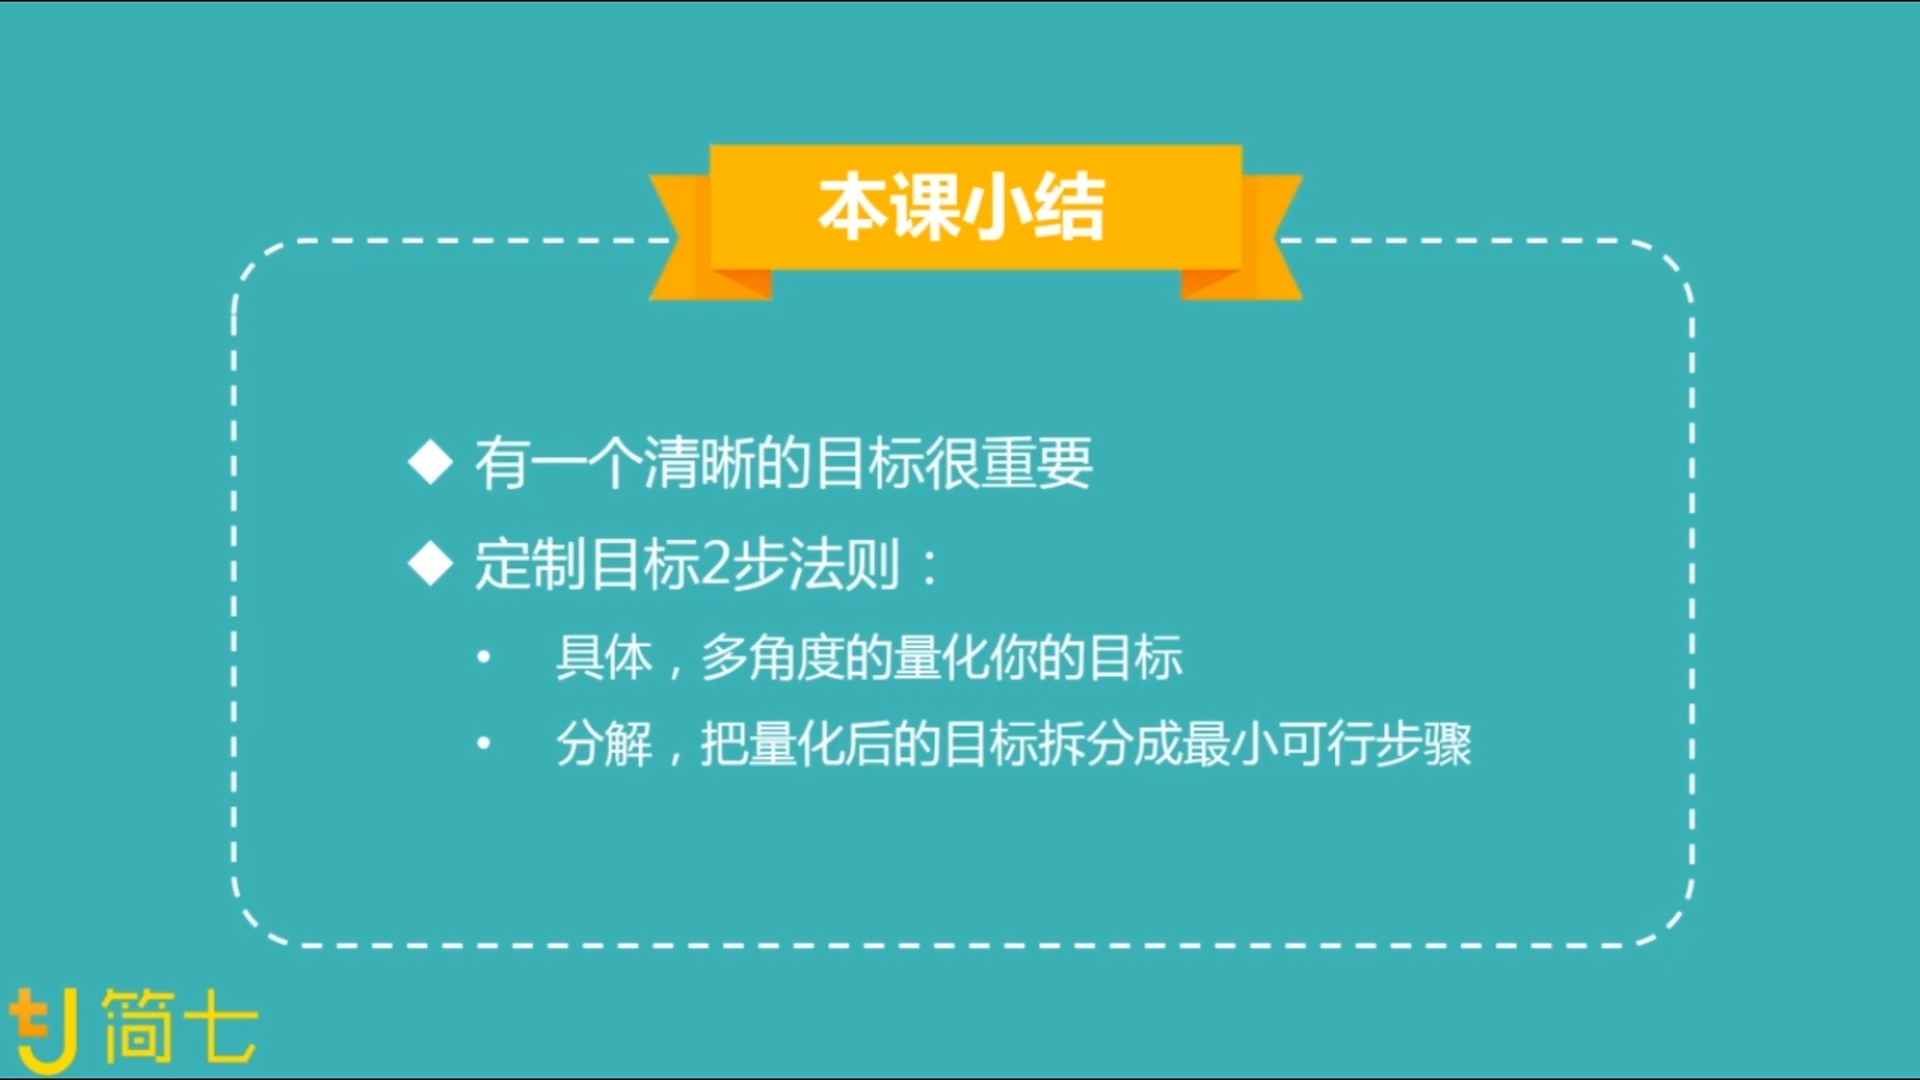 本课小结
◆ 有一个清晰的目标很重要
◆ 定制目标2步法则：
• 具体，多角度的量化你的目标
• 分解，把量化后的目标拆分成最小可行步骤
简七